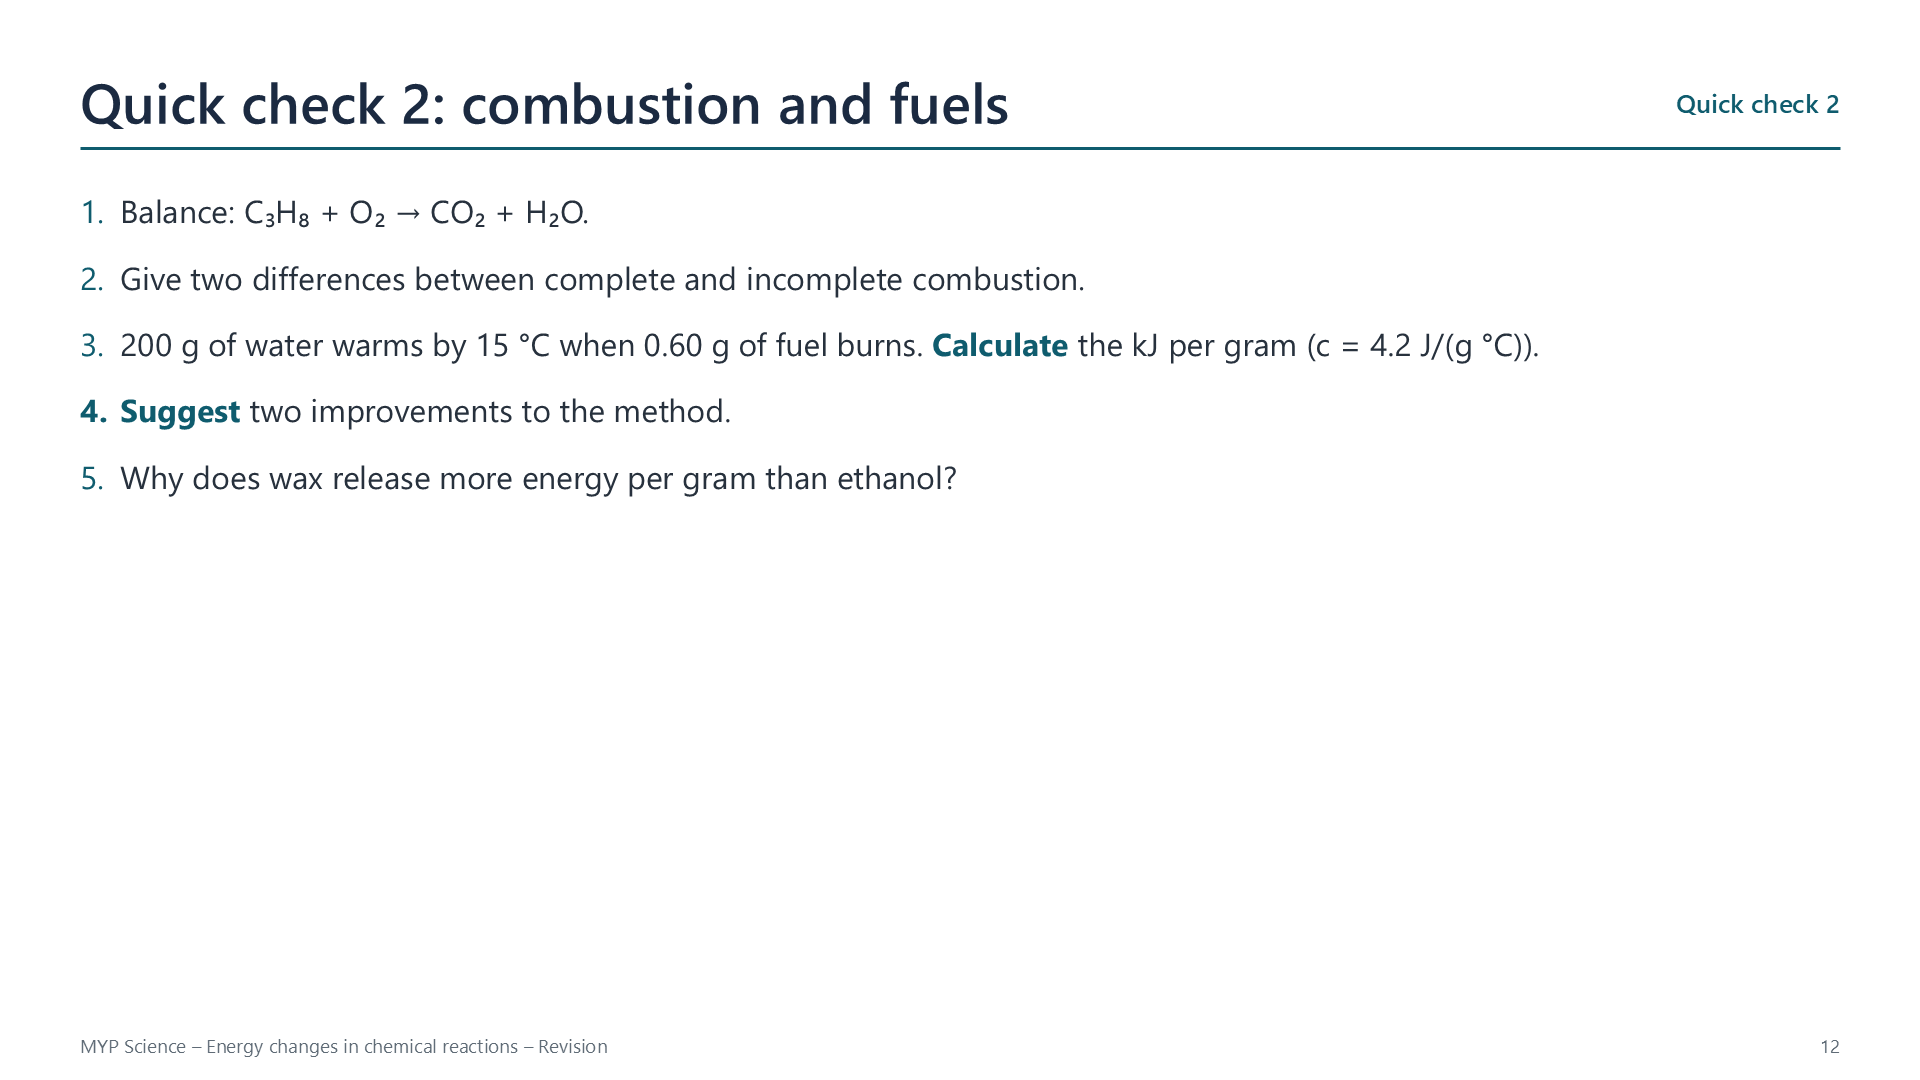 Quick check 2: combustion and fuels
Quick check 2
1. Balance: C₃H₈ + O₂ → CO₂ + H₂O.
2. Give two differences between complete and incomplete combustion.
3. 200 g of water warms by 15 °C when 0.60 g of fuel burns. Calculate the kJ per gram (c = 4.2 J/(g °C)).
4. Suggest two improvements to the method.
5. Why does wax release more energy per gram than ethanol?
MYP Science – Energy changes in chemical reactions – Revision
12